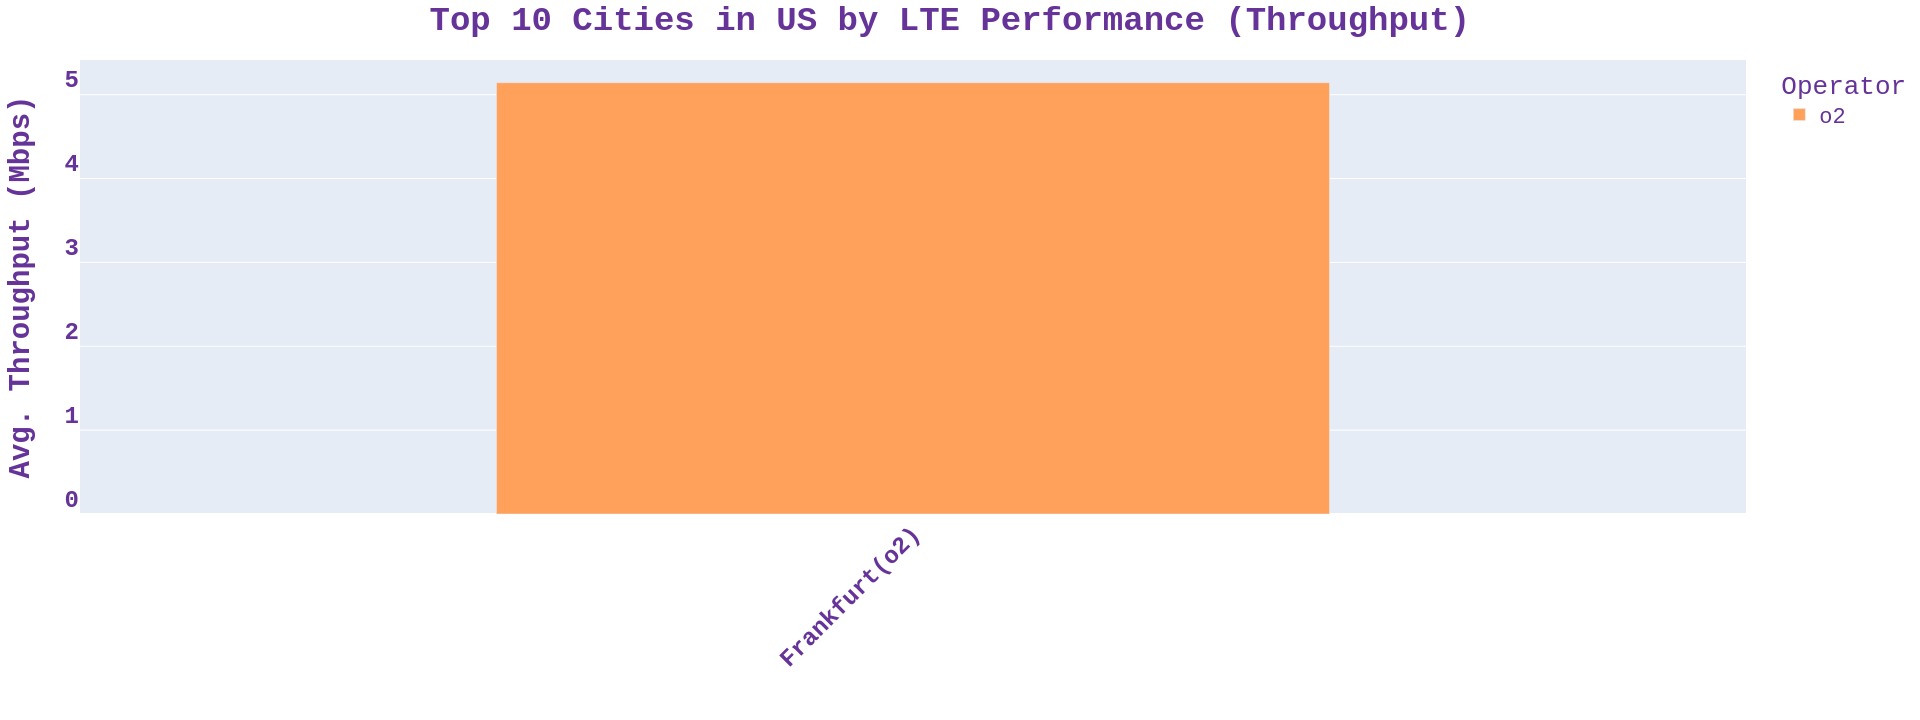 Top 10 Cities in US by LTE Performance (Throughput)
Avg. Throughput (Mbps)
5
4
3
2
1
0
Frankfurt(o2)
Operator
o2